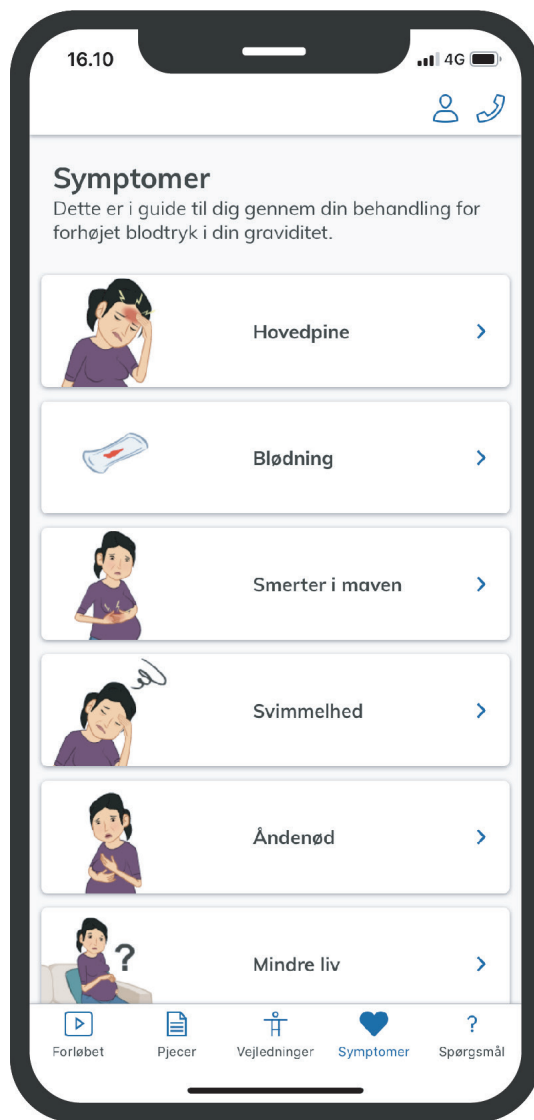 16.10
4G
Symptomer
Dette er i guide til dig gennem din behandling for
forhøjet blodtryk i din graviditet.
Hovedpine
Blødning
Smerter i maven
Svimmelhed
Åndenød
?
Mindre liv
Forløbet
Pjecer
Vejledninger
Symptomer
?
Spørgsmål